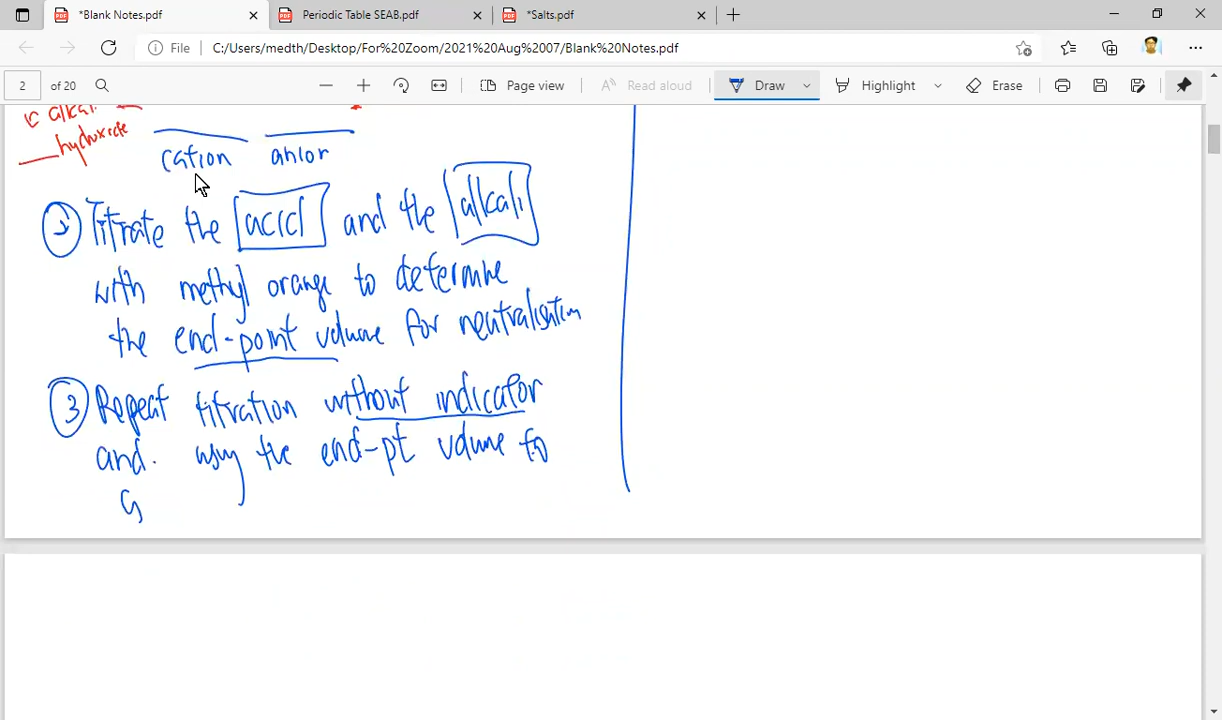 *Blank Notes.pdf
Periodic Table SEAB.pdf
*Salts.pdf
File
C:/Users/medth/Desktop/For%20Zoom/2021%20Aug%2007/Blank%20Notes.pdf
2 of 20
Page view
Read aloud
Draw
Highlight
Erase
alkali
hydroxide
cation anion
② Titrate the acid and the alkali
with methyl orange to determine
the end-point volume for neutralisation
③ Repeat titration without indicator
and using the end-pt volume to